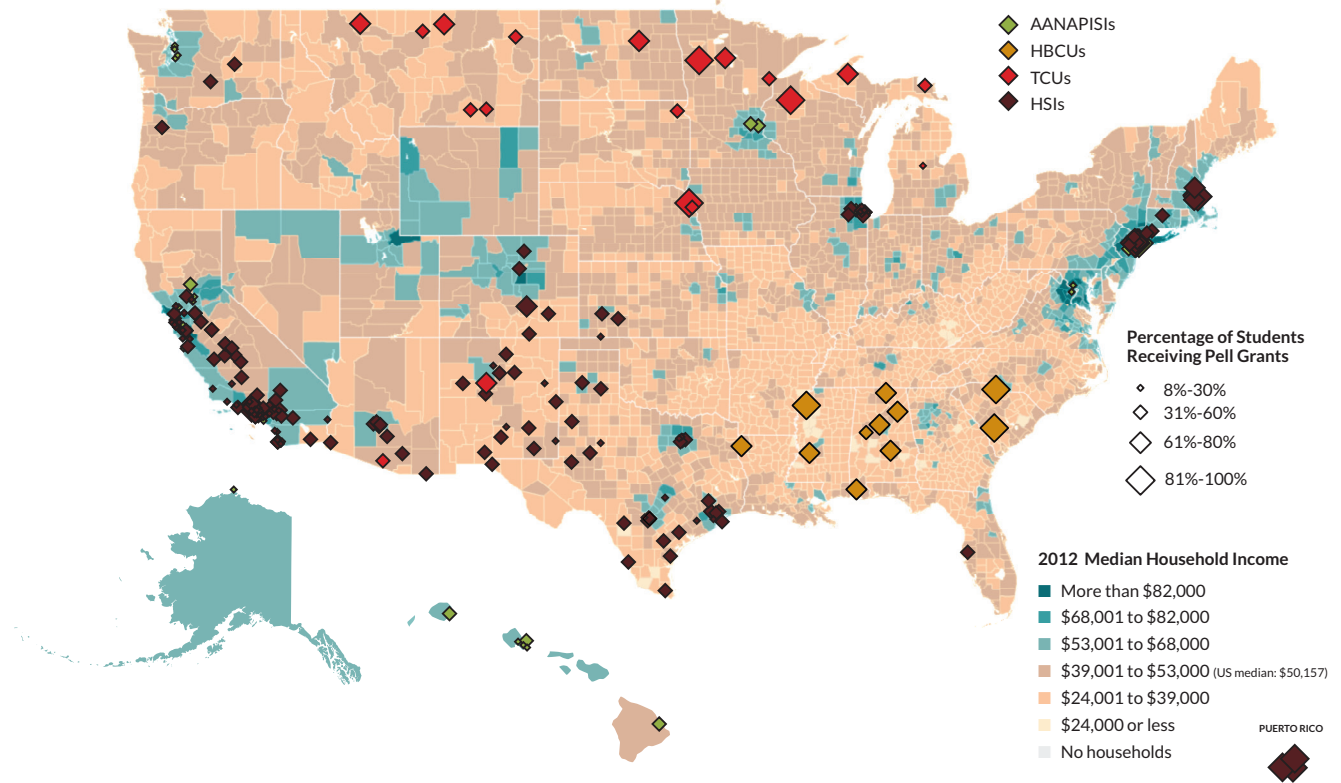 AANAPISIs
HBCUs
TCUs
HSIs
Percentage of Students
Receiving Pell Grants
8%-30%
31%-60%
61%-80%
81%-100%
2012 Median Household Income
More than $82,000
$68,001 to $82,000
$53,001 to $68,000
$39,001 to $53,000 (US median: $50,157)
$24,001 to $39,000
$24,000 or less
No households
PUERTO RICO